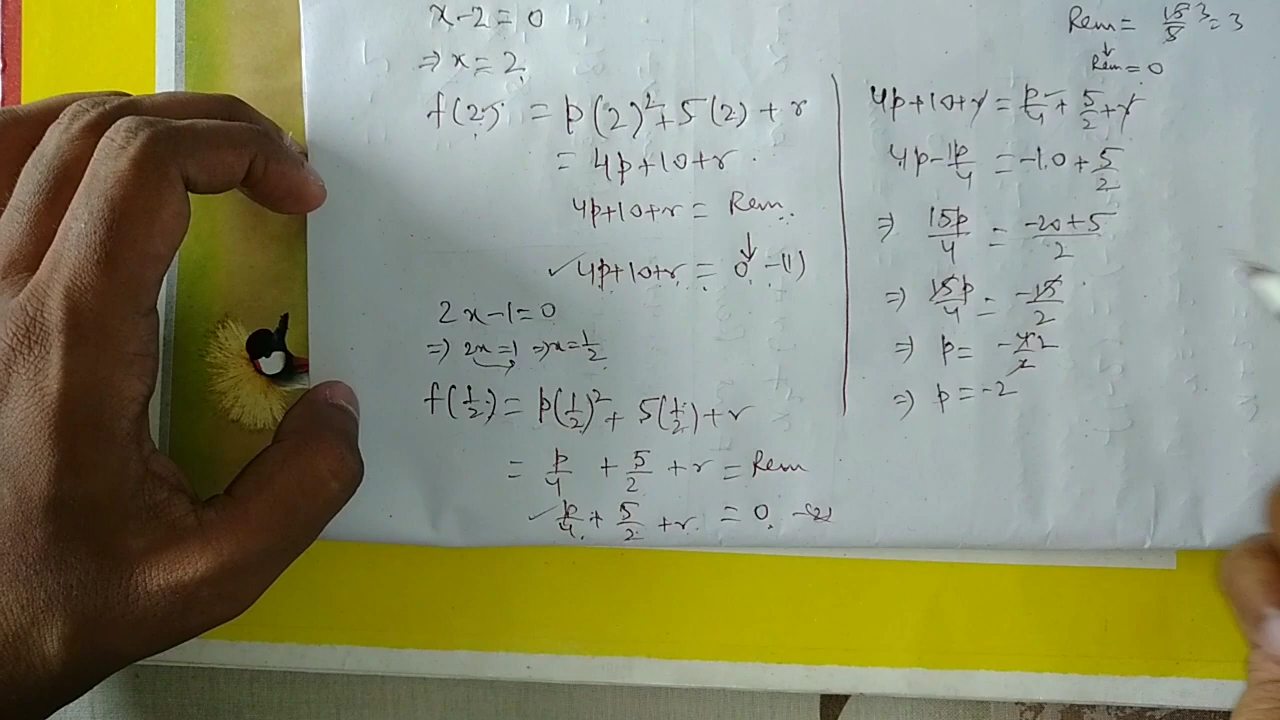 x-2=0
⇒ x=2
f(2) = p(2)²+5(2)+r
= 4p+10+r
4p+10+r = Rem
↓
✓4p+10+r = 0 -(1)
2x-1=0
⇒ 2x=1 ⇒x=1/2
f(1/2) = p(1/2)² + 5(1/2)+r
= p/4 + 5/2 +r = Rem
✓p/4 + 5/2 +r = 0
Rem = 15/5 3 = 3
↓
Rem = 0
4p+10+r = p/4 + 5/2 +r
4p-p/4 = -10+5/2
⇒ 15p/4 = -20+5/2
⇒ 15p/4 = -15/2
⇒ p= -4/2 2
⇒ p=-2